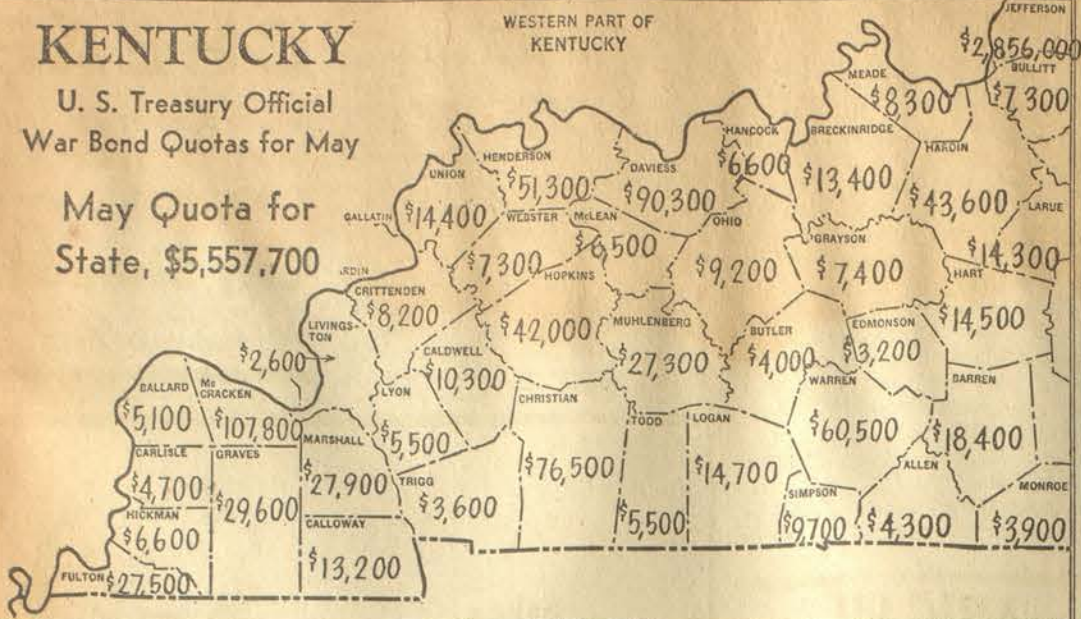 KENTUCKY
U. S. Treasury Official
War Bond Quotas for May
May Quota for
State, $5,557,700
WESTERN PART OF
KENTUCKY
JEFFERSON
$2,856,000
BULLITT
$7,300
MEADE
$8,300
HANCOCK
$6,600
BRECKINRIDGE
$13,400
HARDIN
$43,600
LARUE
$14,300
HENDERSON
$51,300
DAVIESS
$90,300
UNION
$14,400
GALLATIN
WEBSTER
$7,300
McLEAN
$6,500
OHIO
$9,200
GRAYSON
$7,400
HART
$14,500
RDIN
CRITTENDEN
$8,200
HOPKINS
$42,000
MUHLENBERG
$27,300
BUTLER
$4,000
EDMONSON
$3,200
LIVINGS-
TON
$2,600
CALDWELL
$10,300
LYON
$5,500
CHRISTIAN
$76,500
TODD
$5,500
LOGAN
$14,700
WARREN
$60,500
BARREN
$18,400
BALLARD
$5,100
Mc
CRACKEN
$107,800
MARSHALL
$27,900
TRIGG
$3,600
SIMPSON
$9,700
ALLEN
$4,300
MONROE
$3,900
CARLISLE
$4,700
GRAVES
$29,600
CALLOWAY
$13,200
HICKMAN
$6,600
FULTON
$27,500